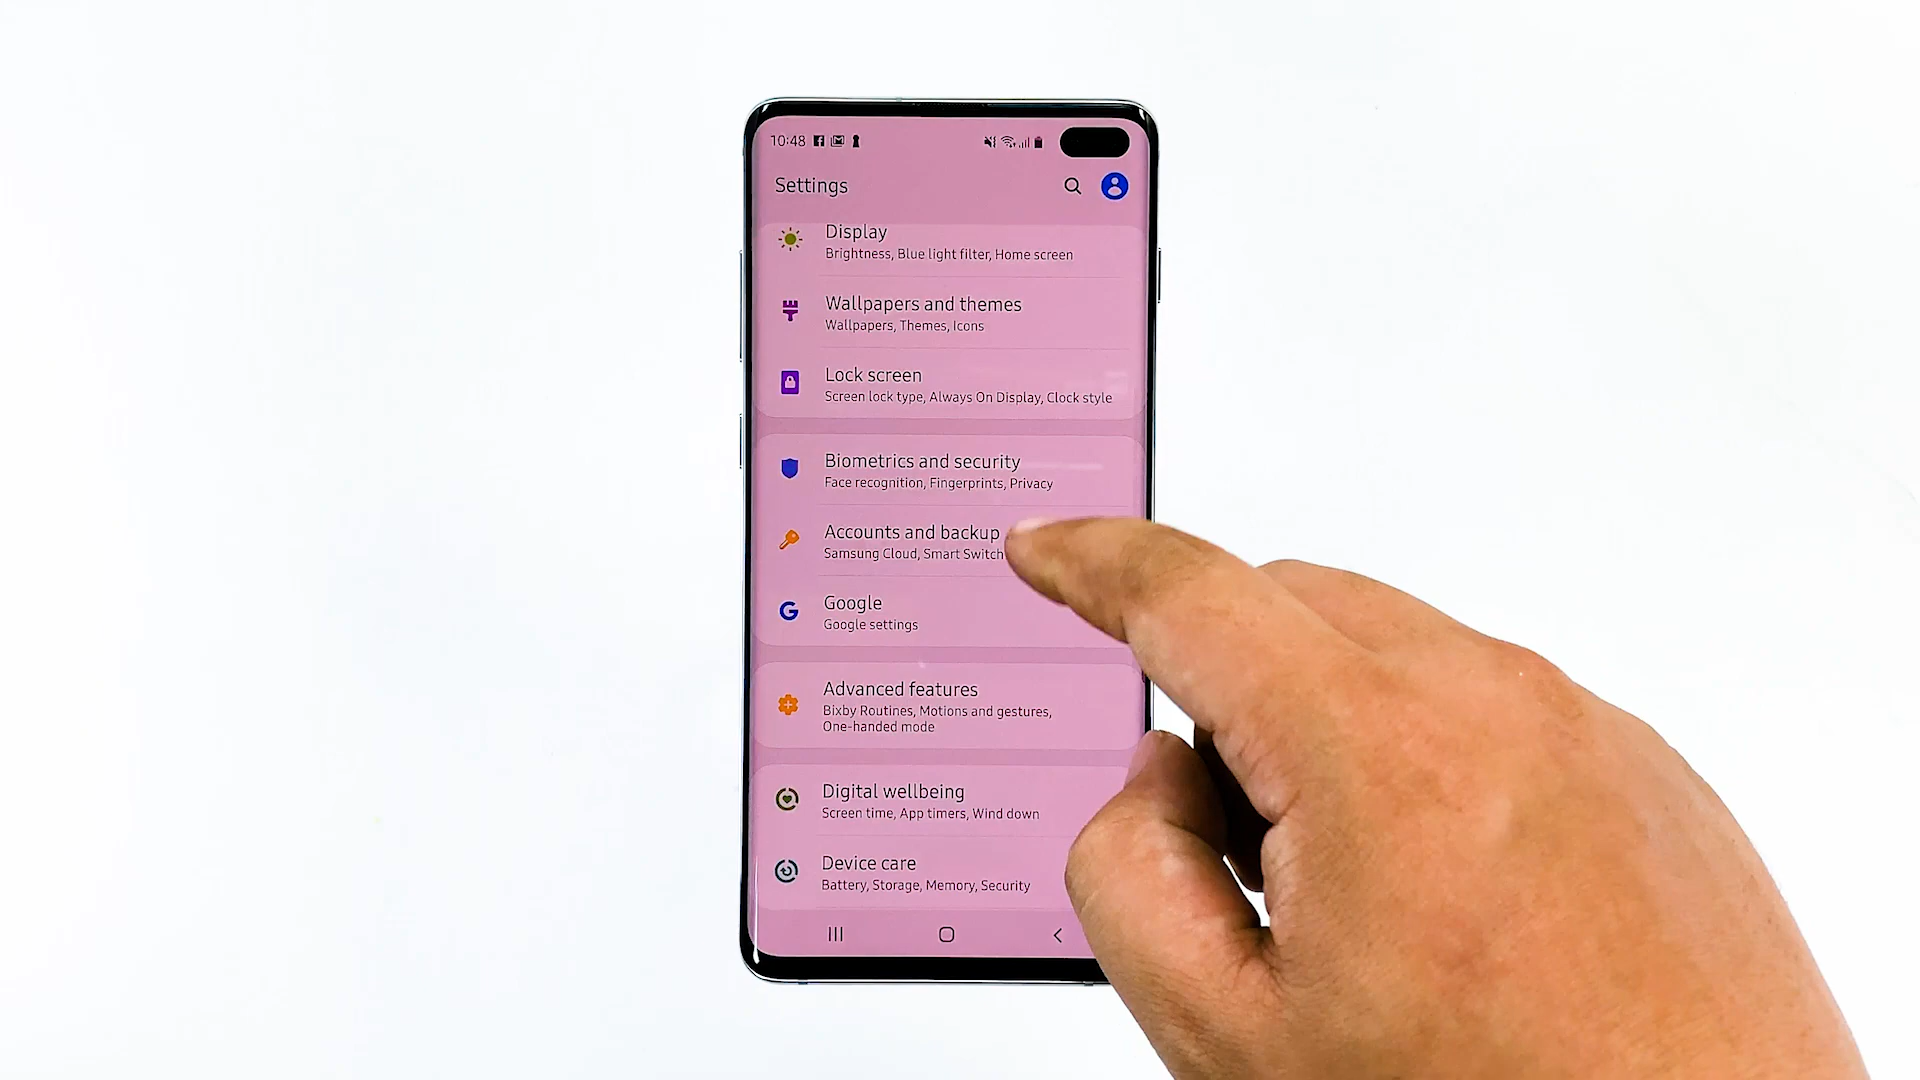 10:48
Settings
Display
Brightness, Blue light filter, Home screen
Wallpapers and themes
Wallpapers, Themes, Icons
Lock screen
Screen lock type, Always On Display, Clock style
Biometrics and security
Face recognition, Fingerprints, Privacy
Accounts and backup
Samsung Cloud, Smart Switch
Google
Google settings
Advanced features
Bixby Routines, Motions and gestures,
One-handed mode
Digital wellbeing
Screen time, App timers, Wind down
Device care
Battery, Storage, Memory, Security